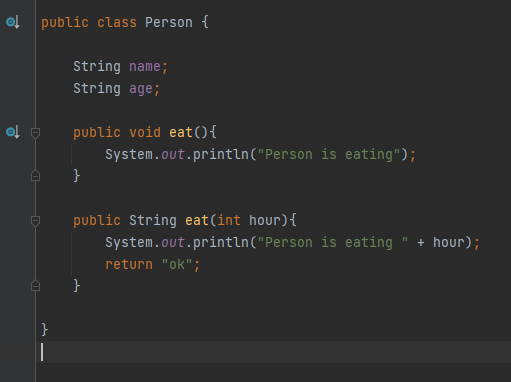 public class Person {
String name;
String age;
public void eat(){
System.out.println("Person is eating");
}
public String eat(int hour){
System.out.println("Person is eating " + hour);
return "ok";
}
}